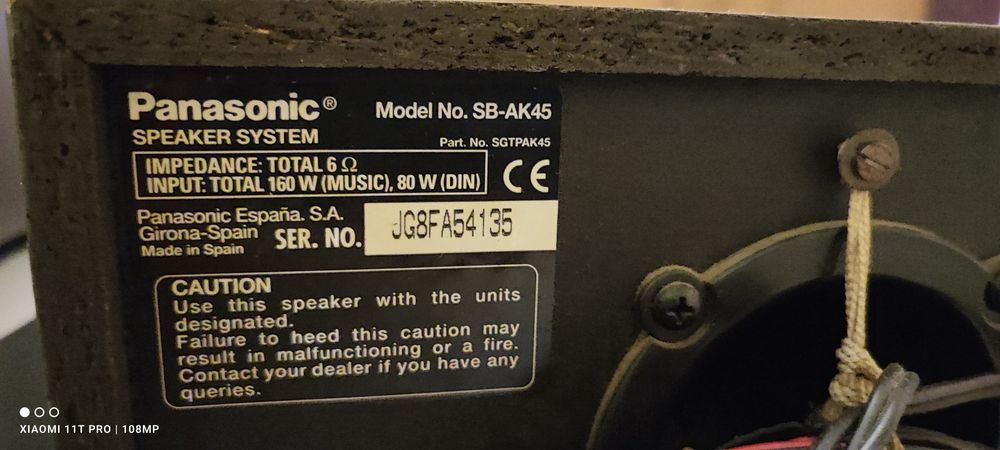 Panasonic® Model No. SB-AK45
SPEAKER SYSTEM Part. No. SGTPAK45
IMPEDANCE: TOTAL 6 Ω
INPUT: TOTAL 160 W (MUSIC), 80 W (DIN)
CE
Panasonic España. S.A.
Girona-Spain
Made in Spain
SER. NO. JG8FA54135
CAUTION
Use this speaker with the units
designated.
Failure to heed this caution may
result in malfunctioning or a fire.
Contact your dealer if you have any
queries.
XIAOMI 11T PRO | 108MP